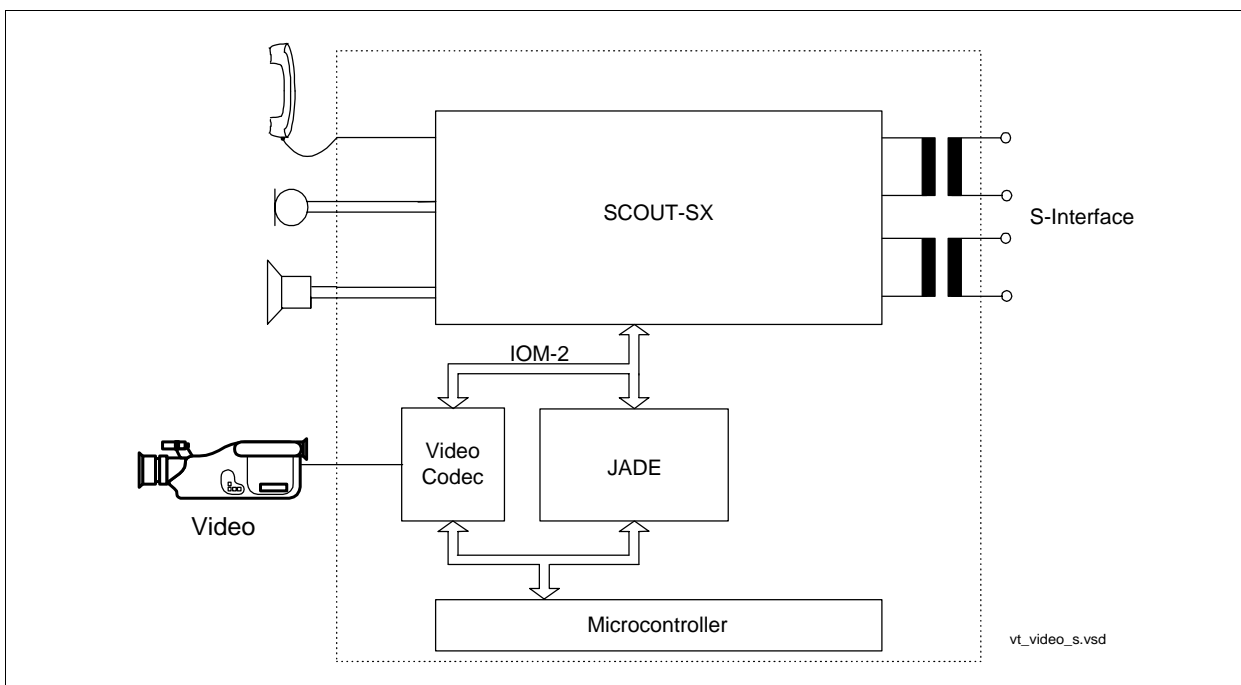 SCOUT-SX
S-Interface
IOM-2
Video
Codec
JADE
Video
Microcontroller
vt_video_s.vsd